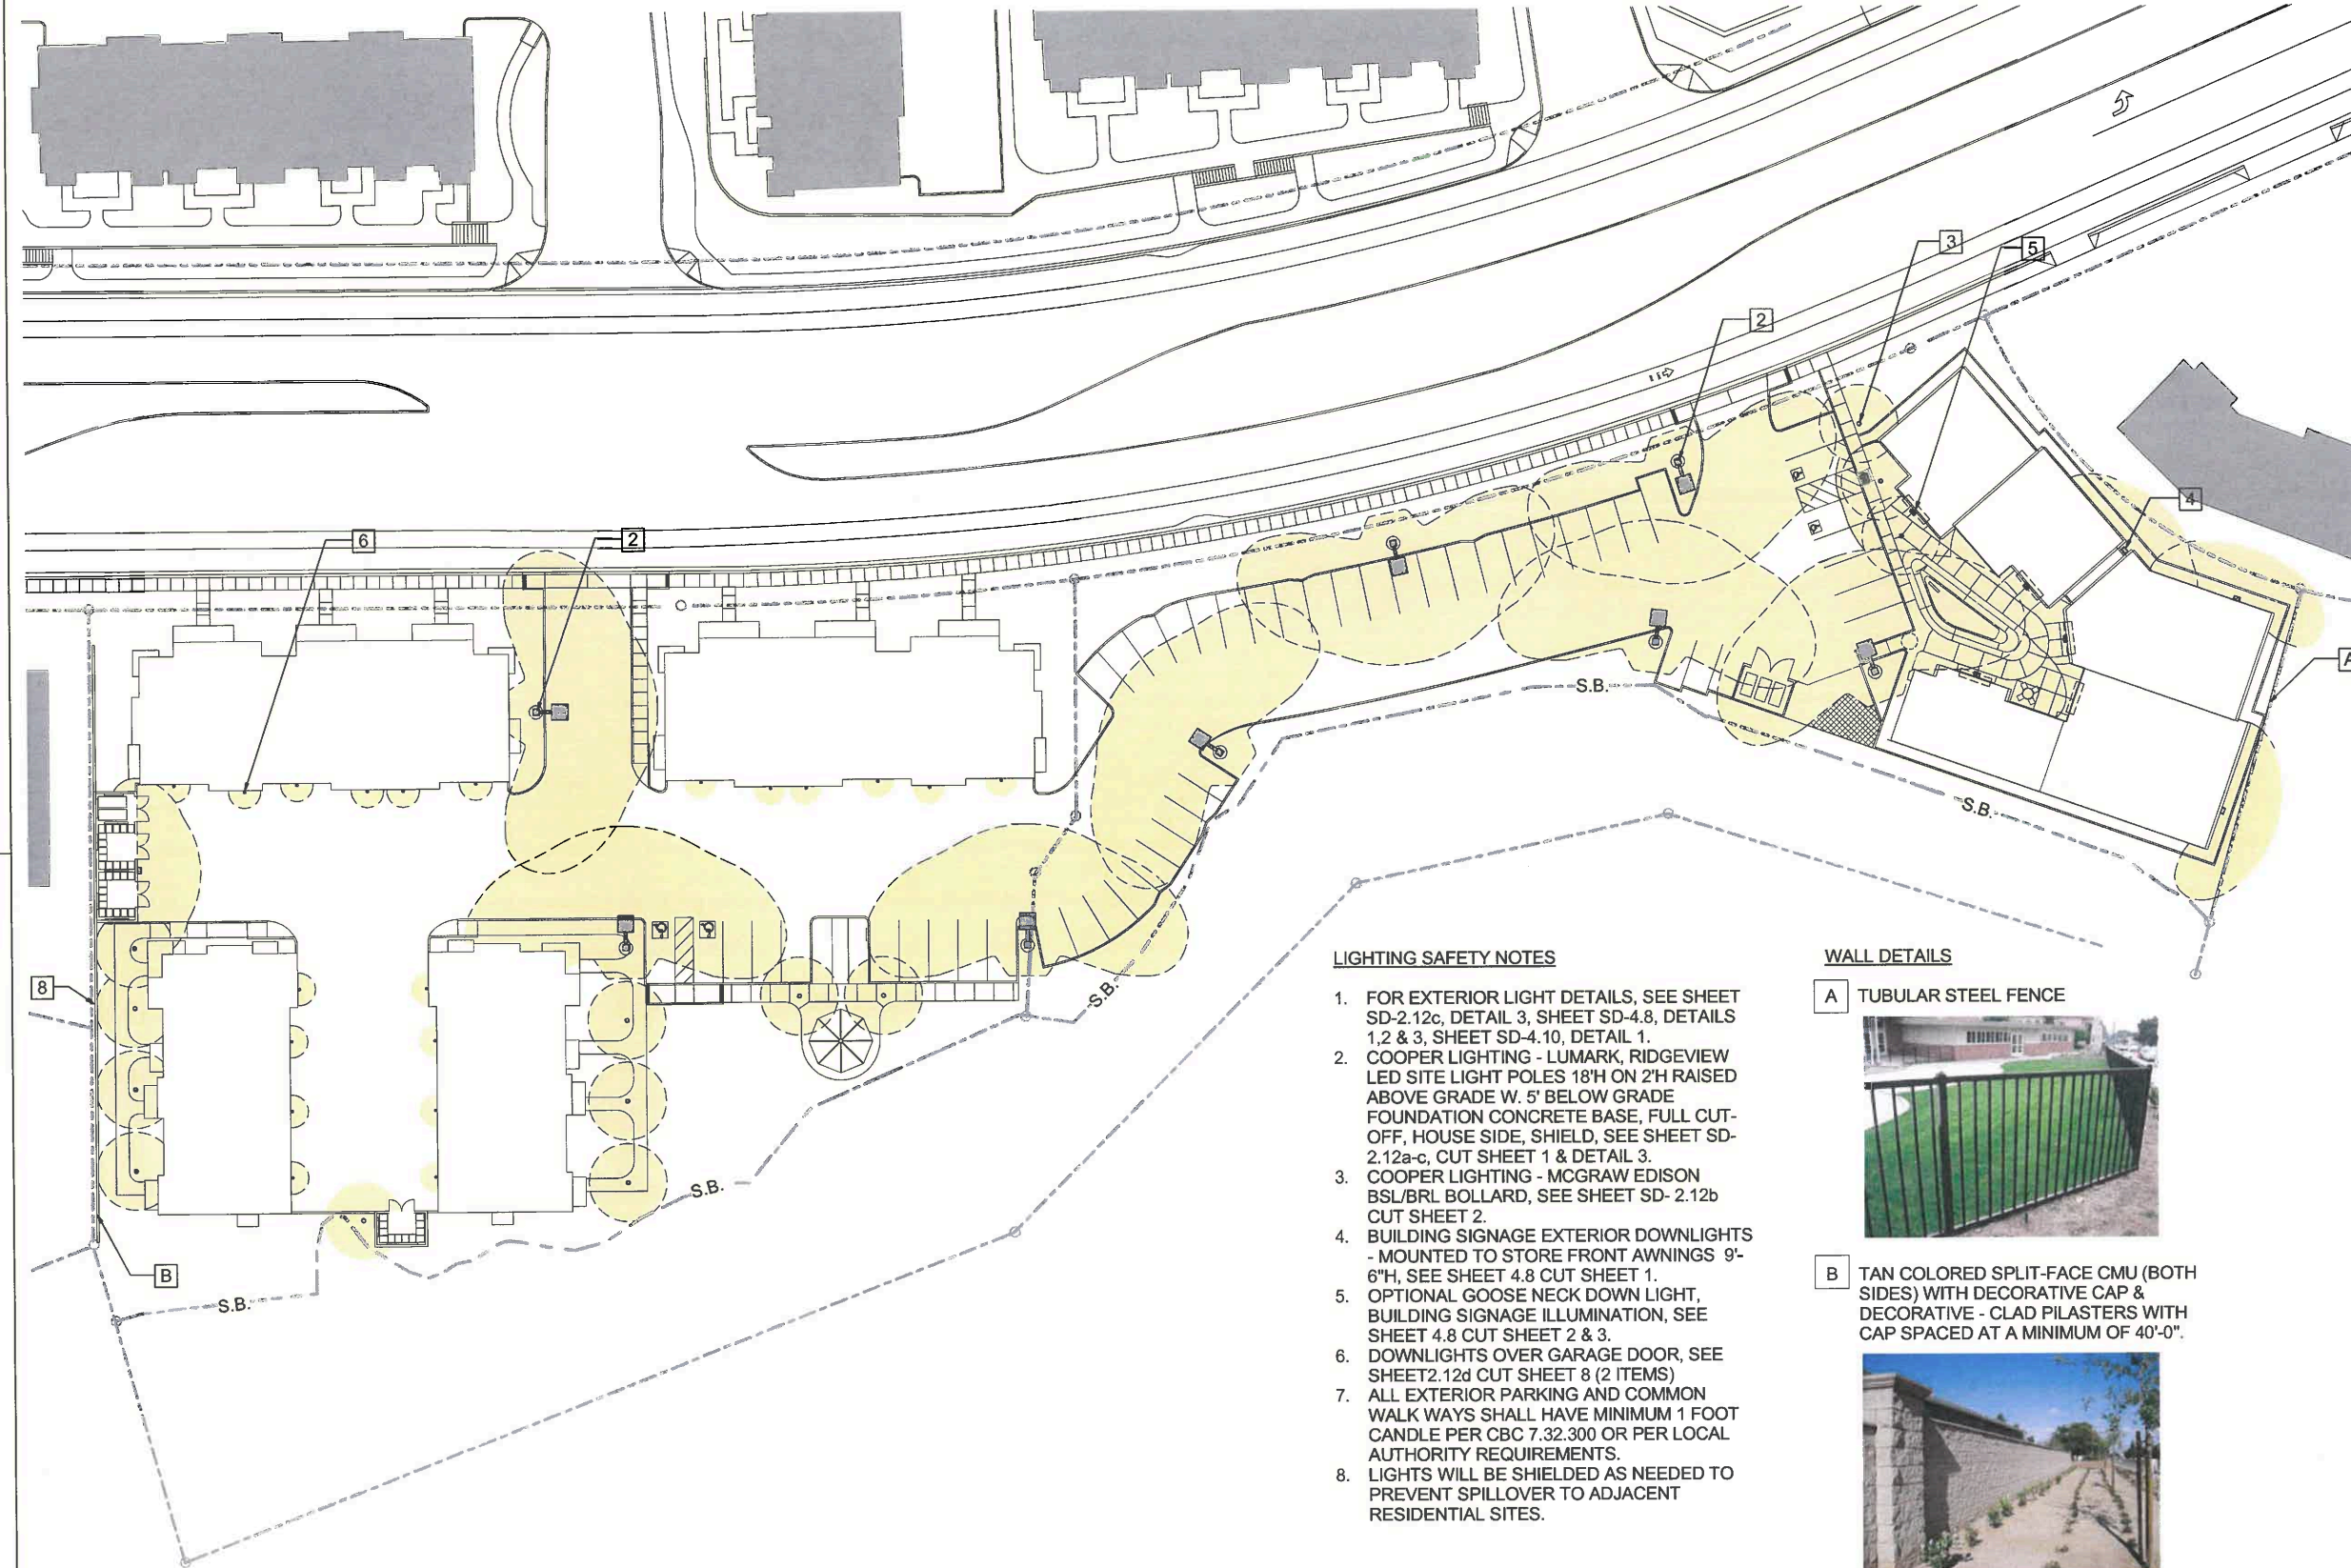 3
5
2
4
6
2
A
S.B.
S.B.
8
S.B.
S.B.
B
S.B.
LIGHTING SAFETY NOTES
1. FOR EXTERIOR LIGHT DETAILS, SEE SHEET
SD-2.12c, DETAIL 3, SHEET SD-4.8, DETAILS
1,2 & 3, SHEET SD-4.10, DETAIL 1.
2. COOPER LIGHTING - LUMARK, RIDGEVIEW
LED SITE LIGHT POLES 18'H ON 2'H RAISED
ABOVE GRADE W. 5' BELOW GRADE
FOUNDATION CONCRETE BASE, FULL CUT-
OFF, HOUSE SIDE, SHIELD, SEE SHEET SD-
2.12a-c, CUT SHEET 1 & DETAIL 3.
3. COOPER LIGHTING - MCGRAW EDISON
BSL/BRL BOLLARD, SEE SHEET SD- 2.12b
CUT SHEET 2.
4. BUILDING SIGNAGE EXTERIOR DOWNLIGHTS
- MOUNTED TO STORE FRONT AWNINGS 9'-
6"H, SEE SHEET 4.8 CUT SHEET 1.
5. OPTIONAL GOOSE NECK DOWN LIGHT,
BUILDING SIGNAGE ILLUMINATION, SEE
SHEET 4.8 CUT SHEET 2 & 3.
6. DOWNLIGHTS OVER GARAGE DOOR, SEE
SHEET2.12d CUT SHEET 8 (2 ITEMS)
7. ALL EXTERIOR PARKING AND COMMON
WALK WAYS SHALL HAVE MINIMUM 1 FOOT
CANDLE PER CBC 7.32.300 OR PER LOCAL
AUTHORITY REQUIREMENTS.
8. LIGHTS WILL BE SHIELDED AS NEEDED TO
PREVENT SPILLOVER TO ADJACENT
RESIDENTIAL SITES.
WALL DETAILS
A TUBULAR STEEL FENCE
B TAN COLORED SPLIT-FACE CMU (BOTH
SIDES) WITH DECORATIVE CAP &
DECORATIVE - CLAD PILASTERS WITH
CAP SPACED AT A MINIMUM OF 40'-0".